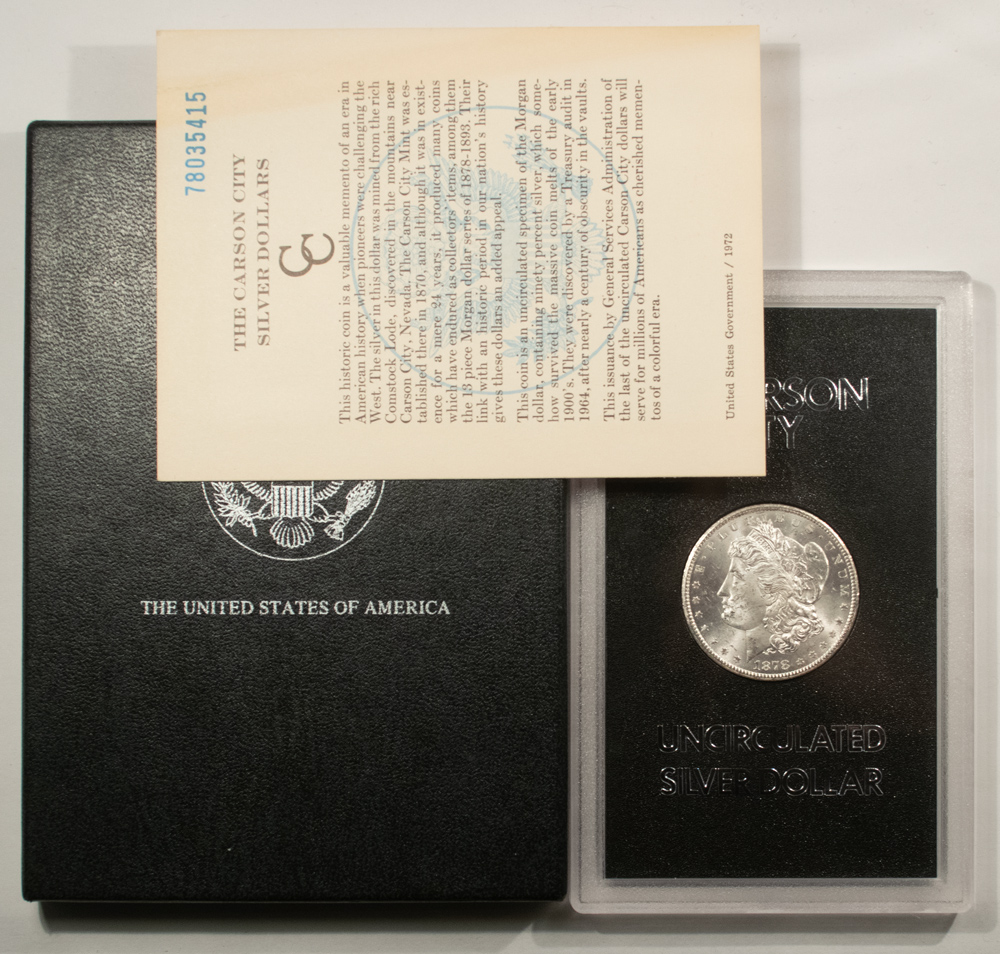 78035415
THE CARSON CITY
SILVER DOLLARS
CC
This historic coin is a valuable memento of an era in
American history when pioneers were challenging the
West. The silver in this dollar was mined from the rich
Comstock Lode, discovered in the mountains near
Carson City, Nevada. The Carson City Mint was es-
tablished there in 1870, and although it was in exist-
ence for a mere 24 years, it produced many coins
which have endured as collectors' items, among them
the 13 piece Morgan dollar series of 1878-1893. Their
link with an historic period in our nation's history
gives these dollars an added appeal.
This coin is an uncirculated specimen of the Morgan
dollar, containing ninety percent silver, which some-
how survived the massive coin melts of the early
1900's. They were discovered by a Treasury audit in
1964, after nearly a century of obscurity in the vaults.
This issuance by General Services Administration of
the last of the uncirculated Carson City dollars will
serve for millions of Americans as cherished memen-
tos of a colorful era.
United States Government / 1972
THE UNITED STATES OF AMERICA
RSON
TY
E PLURIBUS UNUM
1878
UNCIRCULATED
SILVER DOLLAR